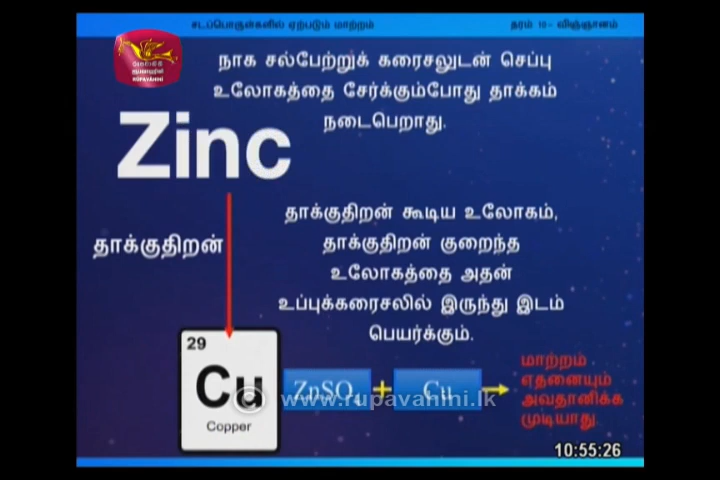 சடப்பொருள்களில் ஏற்படும் மாற்றம்
தரம் 10 - விஞ்ஞானம்
RUPAVAHINI
நாக சல்பேற்றுக் கரைசலுடன் செப்பு
உலோகத்தை சேர்க்கும்போது தாக்கம்
நடைபெறாது.
Zinc
தாக்குதிறன்
தாக்குதிறன் கூடிய உலோகம்,
தாக்குதிறன் குறைந்த
உலோகத்தை அதன்
உப்புக்கரைசலில் இருந்து இடம்
பெயர்க்கும்.
29
Cu
Copper
ZnSO₄ + Cu →
மாற்றம்
எதனையும்
அவதானிக்க
முடியாது.
© www.rupavahini.lk
10:55:26